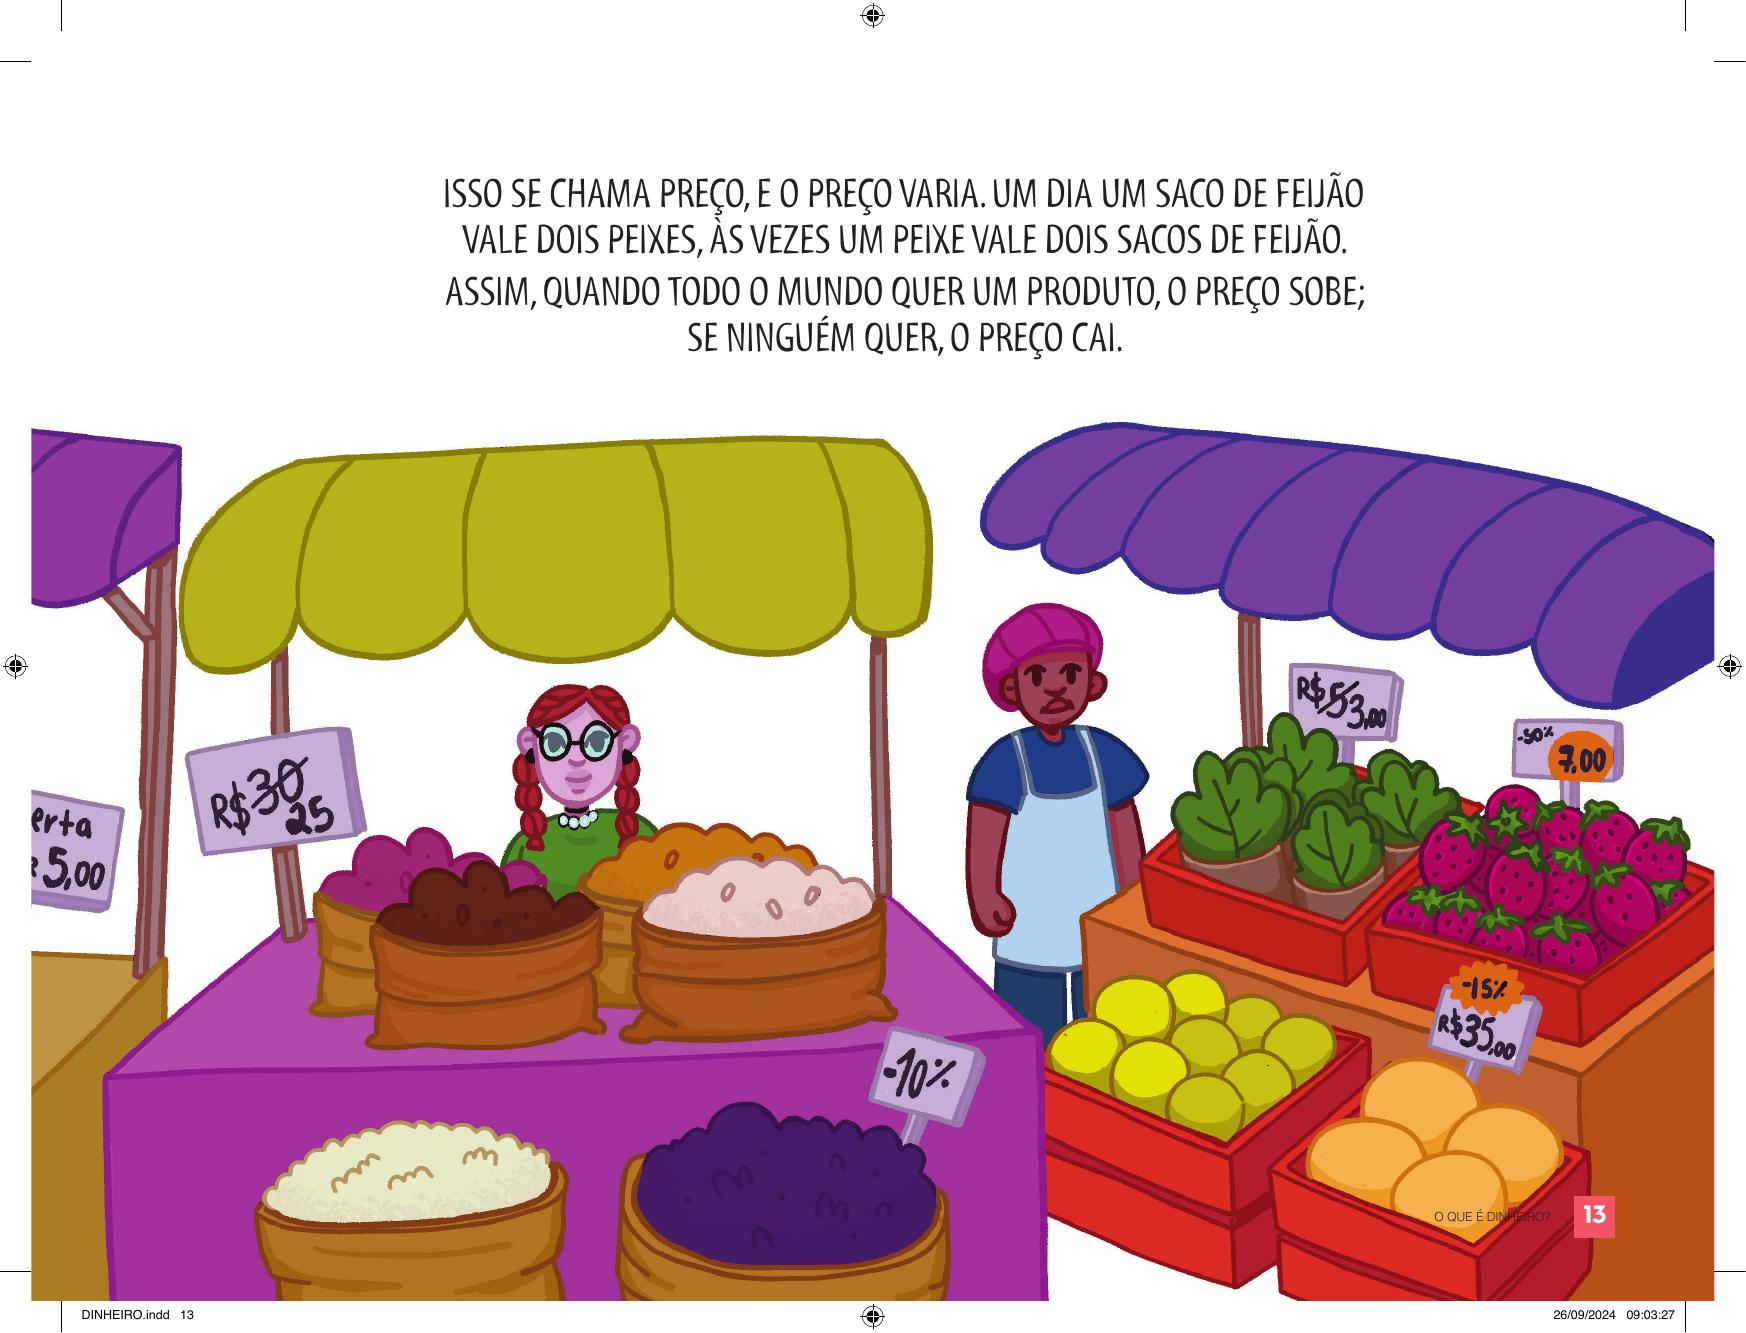 ISSO SE CHAMA PREÇO, E O PREÇO VARIA. UM DIA UM SACO DE FEIJÃO
VALE DOIS PEIXES, ÀS VEZES UM PEIXE VALE DOIS SACOS DE FEIJÃO.
ASSIM, QUANDO TODO O MUNDO QUER UM PRODUTO, O PREÇO SOBE;
SE NINGUÉM QUER, O PREÇO CAI.
R$ 53,00
-50%
7,00
R$ 30
25
erta
5,00
-15%
R$ 35,00
-10%
O QUE É DINHEIRO? 13
DINHEIRO.indd 13
26/09/2024 09:03:27